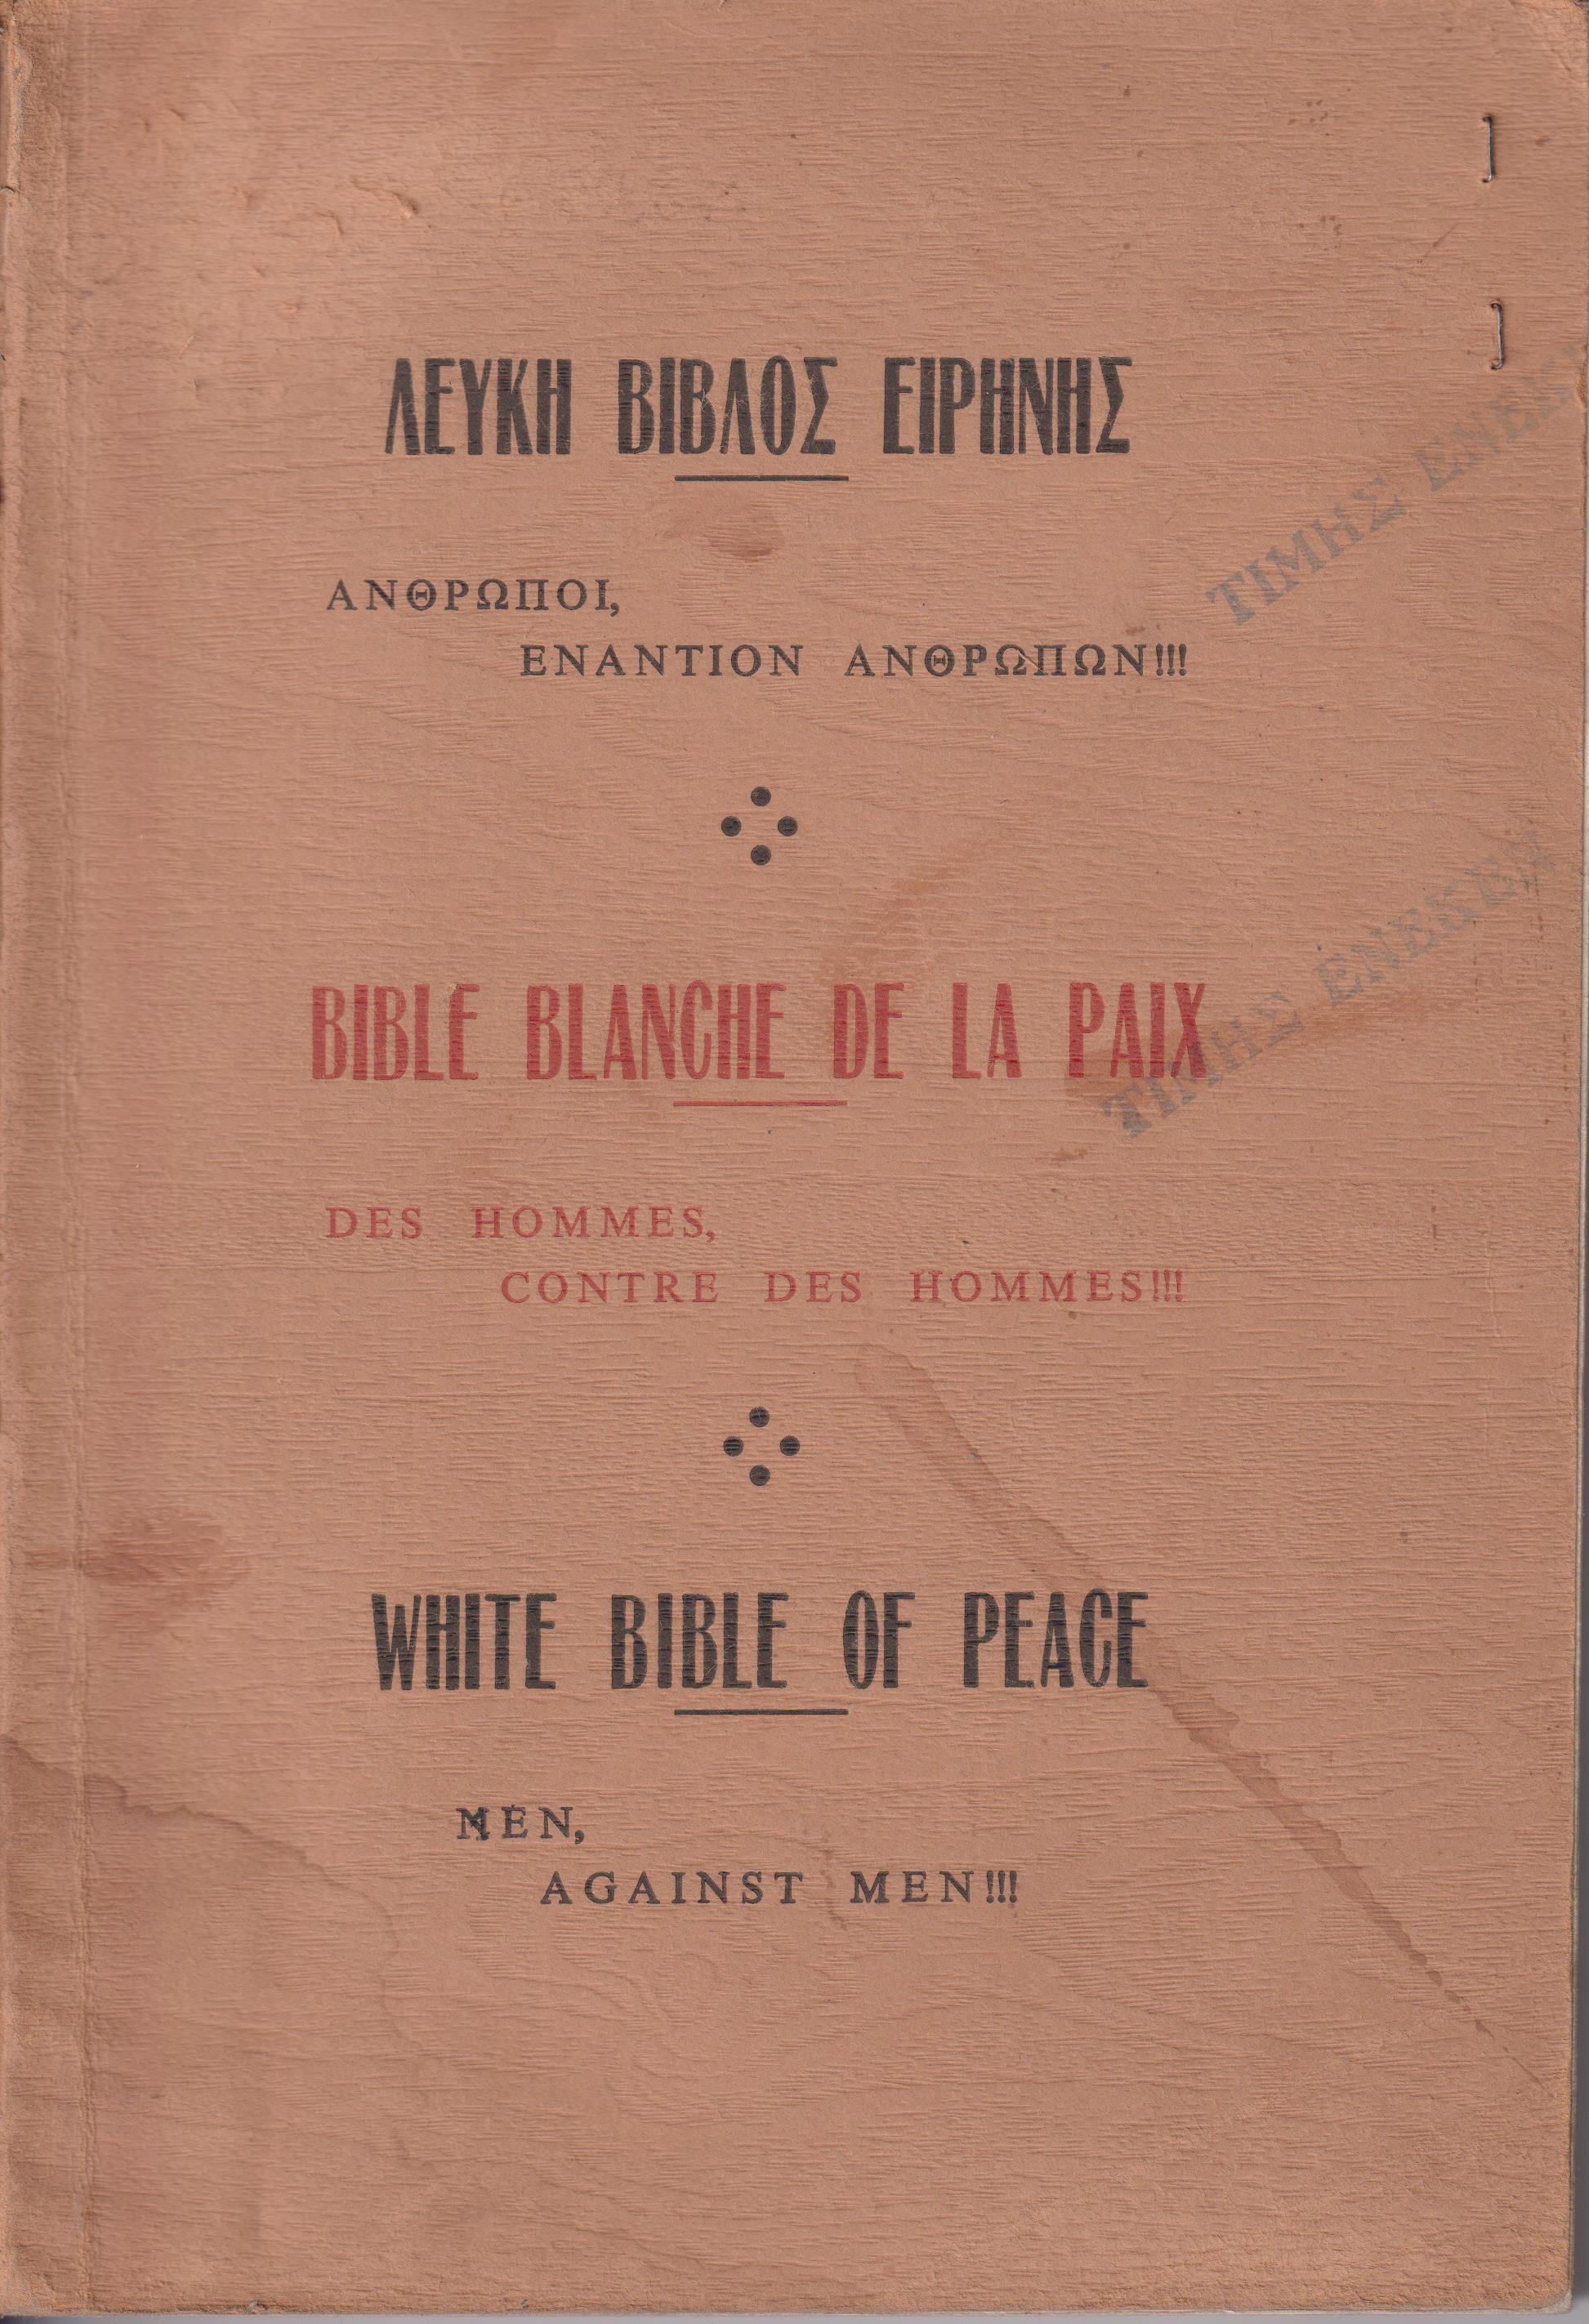 ΛΕΥΚΗ ΒΙΒΛΟΣ ΕΙΡΗΝΗΣ
ΑΝΘΡΩΠΟΙ,
ΕΝΑΝΤΙΟΝ ΑΝΘΡΩΠΩΝ!!!
ΤΙΜΗΣ ΕΝΕΚ
BIBLE BLANCHE DE LA PAIX
ΤΙΜΗΣ ΕΝΕΚΕΝ
DES HOMMES,
CONTRE DES HOMMES!!!
WHITE BIBLE OF PEACE
MEN,
AGAINST MEN!!!